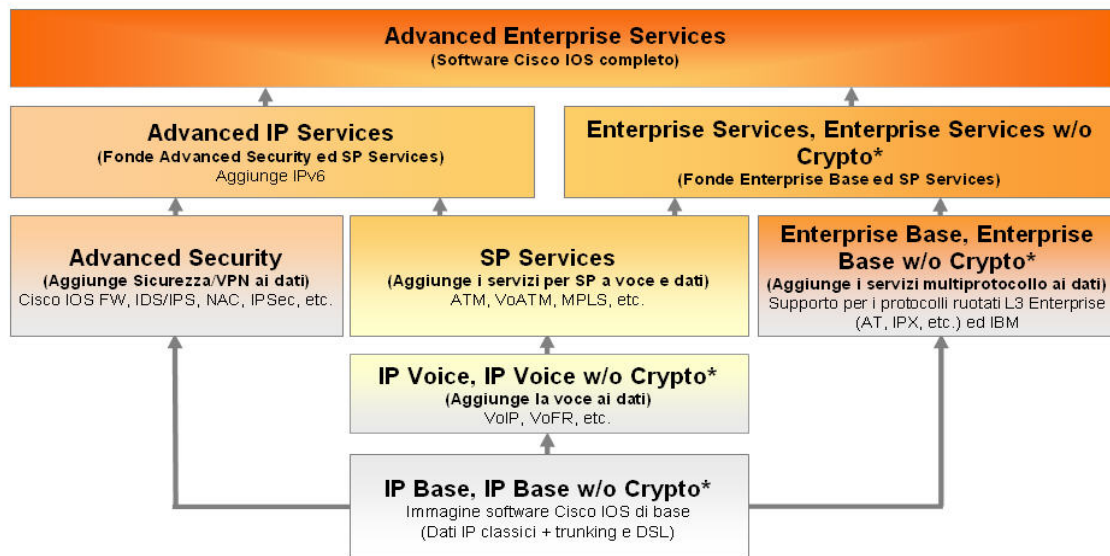 Advanced Enterprise Services
(Software Cisco IOS completo)
Advanced IP Services
(Fonde Advanced Security ed SP Services)
Aggiunge IPv6
Enterprise Services, Enterprise Services w/o
Crypto*
(Fonde Enterprise Base ed SP Services)
Advanced Security
(Aggiunge Sicurezza/VPN ai dati)
Cisco IOS FW, IDS/IPS, NAC, IPSec, etc.
SP Services
(Aggiunge i servizi per SP a voce e dati)
ATM, VoATM, MPLS, etc.
Enterprise Base, Enterprise
Base w/o Crypto*
(Aggiunge i servizi multiprotocollo ai dati)
Supporto per i protocolli ruotati L3 Enterprise
(AT, IPX, etc.) ed IBM
IP Voice, IP Voice w/o Crypto*
(Aggiunge la voce ai dati)
VoIP, VoFR, etc.
IP Base, IP Base w/o Crypto*
Immagine software Cisco IOS di base
(Dati IP classici + trunking e DSL)